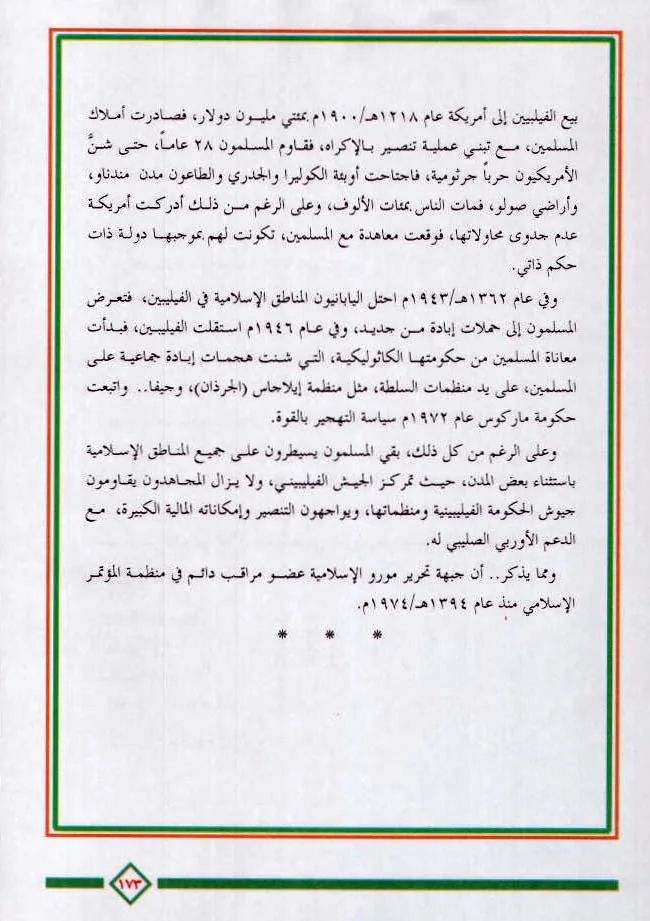 بيع الفيليبين إلى أمريكة عام ١٢١٨هـ/١٩٠٠م بمئتي مليون دولار، فصادرت أملاك
المسلمين، مع تبني عملية تنصير بالإكراه، فقاوم المسلمون ٢٨ عاماً، حتى شنَّ
الأمريكيون حرباً جرثومية، فاجتاحت أوبئة الكوليرا والجدري والطاعون مدن مندناو،
وأراضي صولو، فمات الناس بمئات الألوف، وعلى الرغم من ذلك أدركت أمريكة
عدم جدوى محاولاتها، فوقعت معاهدة مع المسلمين، تكونت لهم بموجبها دولة ذات
حكم ذاتي.
وفي عام ١٣٦٢هـ/١٩٤٣م احتل اليابانيون المناطق الإسلامية في الفيليبين، فتعرض
المسلمون إلى حملات إبادة من جديد، وفي عام ١٩٤٦م استقلت الفيليبين، فبدأت
معاناة المسلمين من حكومتها الكاثوليكية، التي شنت هجمات إبادة جماعية على
المسلمين، على يد منظمات السلطة، مثل منظمة إيلاجاس (الجرذان)، وجيفا.. واتبعت
حكومة ماركوس عام ١٩٧٢م سياسة التهجير بالقوة.
وعلى الرغم من كل ذلك، بقي المسلمون يسيطرون على جميع المناطق الإسلامية
باستثناء بعض المدن، حيث تمركز الجيش الفيليبيني، ولا يزال المجاهدون يقاومون
جيوش الحكومة الفيليبينية ومنظماتها، ويواجهون التنصير وإمكاناته المالية الكبيرة، مع
الدعم الأوربي الصليبي له.
ومما يذكر.. أن جبهة تحرير مورو الإسلامية عضو مراقب دائم في منظمة المؤتمر
الإسلامي منذ عام ١٣٩٤هـ/١٩٧٤م.
* * *
١٧٣